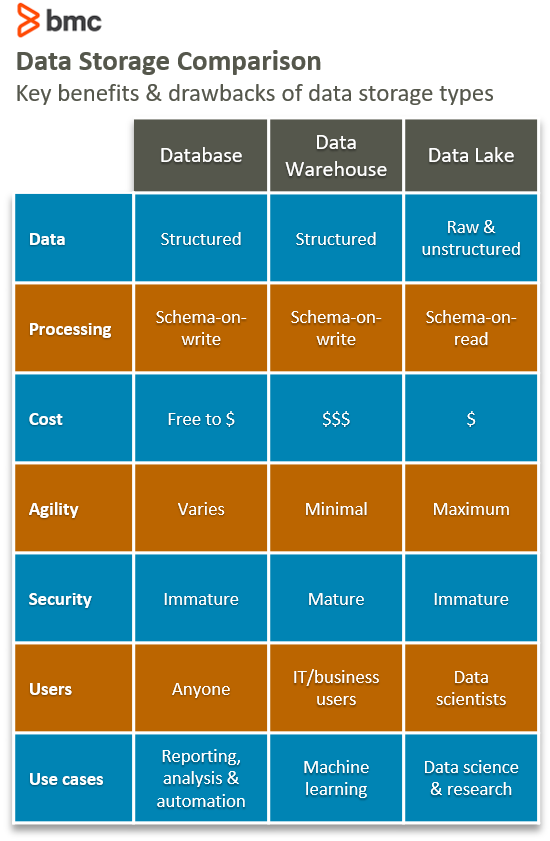 bmc
Data Storage Comparison
Key benefits & drawbacks of data storage types
Database
Data
Warehouse
Data Lake
Data
Structured
Structured
Raw &
unstructured
Processing
Schema-on-
write
Schema-on-
write
Schema-on-
read
Cost
Free to $
$$$
$
Agility
Varies
Minimal
Maximum
Security
Immature
Mature
Immature
Users
Anyone
IT/business
users
Data
scientists
Use cases
Reporting,
analysis &
automation
Machine
learning
Data science
& research